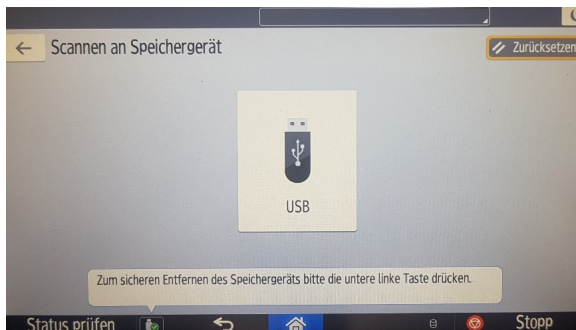 Scannen an Speichergerät
Zurücksetzen
USB
Zum sicheren Entfernen des Speichergeräts bitte die untere linke Taste drücken.
Status prüfen
Stopp